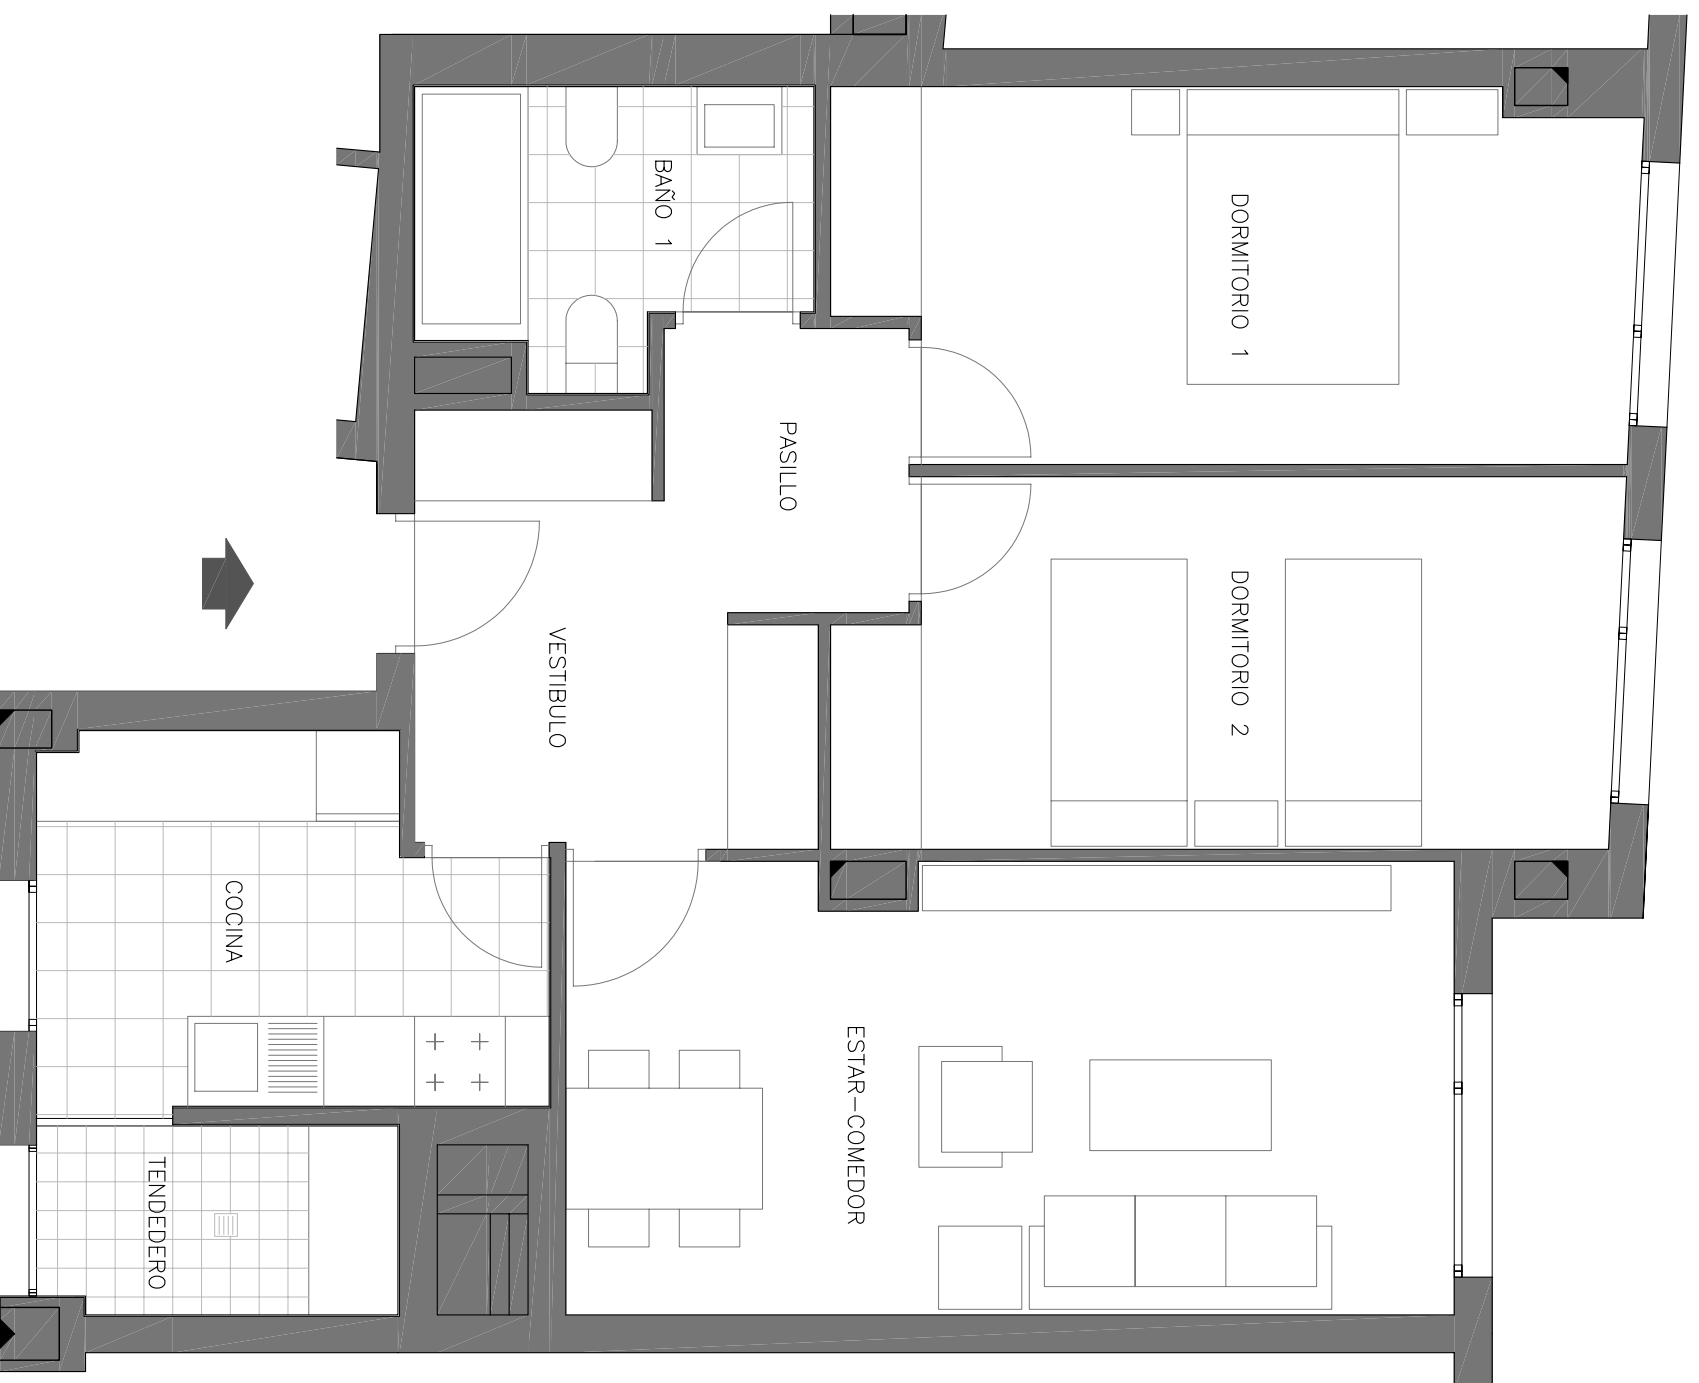 BAÑO 1
DORMITORIO 1
PASILLO
DORMITORIO 2
VESTIBULO
COCINA
ESTAR-COMEDOR
TENDEDERO